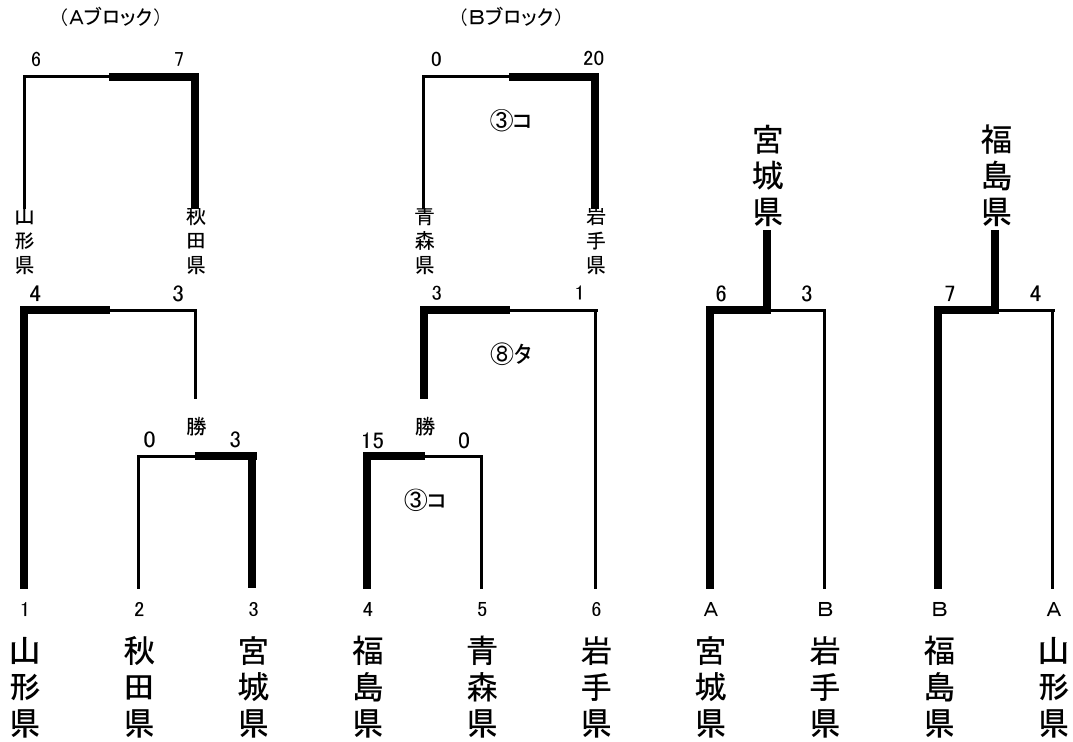 （Aブロック）
（Bブロック）
6 7
0 20
③コ
山形県
秋田県
青森県
岩手県
宮城県
福島県
4 3
3 1
6 3
7 4
⑧タ
勝
勝
0 3
15 0
③コ
1 2 3 4 5 6 A B B A
山形県
秋田県
宮城県
福島県
青森県
岩手県
宮城県
岩手県
福島県
山形県